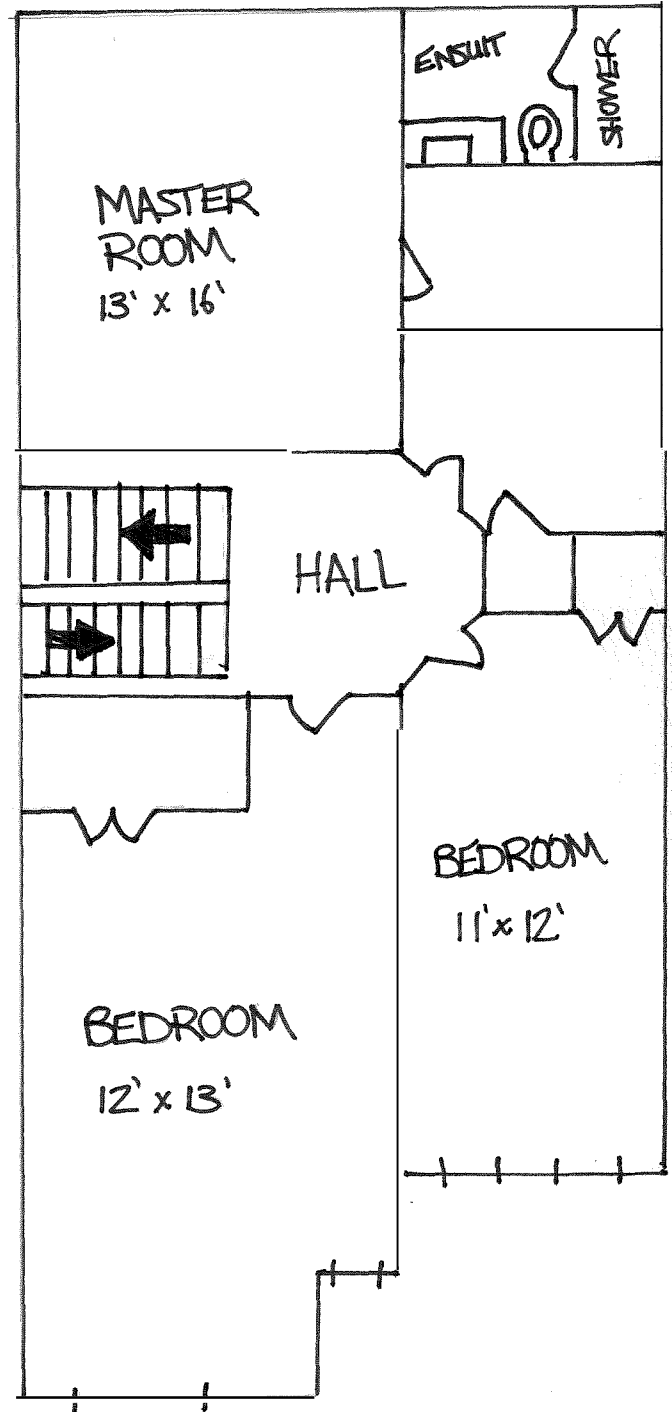 ENSUIT
SHOWER
MASTER
ROOM
13' x 16'
HALL
BEDROOM
11' x 12'
BEDROOM
12' x 13'